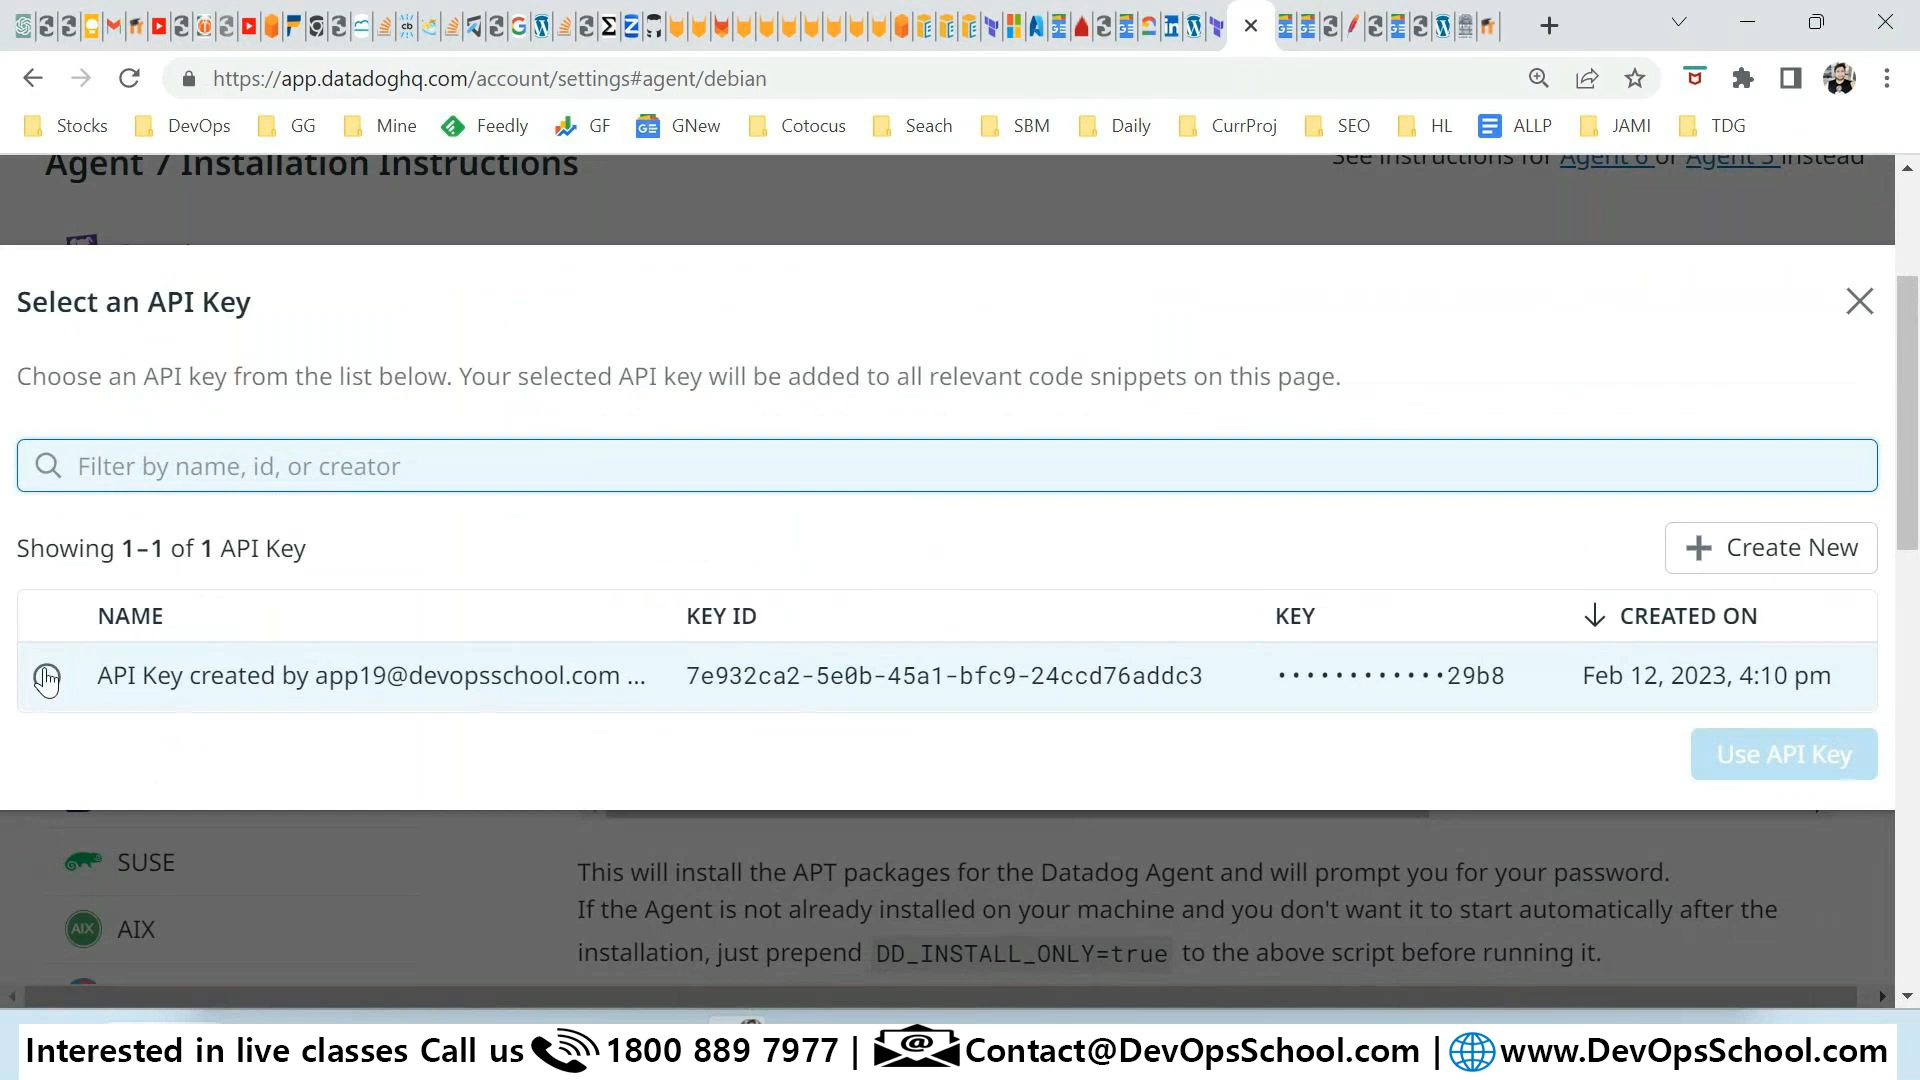 https://app.datadoghq.com/account/settings#agent/debian
Stocks DevOps GG Mine Feedly GF GNew Cotocus Seach SBM Daily CurrProj SEO HL ALLP JAMI TDG
Agent 7 Installation Instructions
See instructions for Agent 6 or Agent 5 instead
Select an API Key
Choose an API key from the list below. Your selected API key will be added to all relevant code snippets on this page.
Filter by name, id, or creator
Showing 1–1 of 1 API Key
Create New
NAME KEY ID KEY CREATED ON
API Key created by app19@devopsschool.com ... 7e932ca2-5e0b-45a1-bfc9-24ccd76addc3 ············29b8 Feb 12, 2023, 4:10 pm
Use API Key
SUSE
This will install the APT packages for the Datadog Agent and will prompt you for your password.
If the Agent is not already installed on your machine and you don't want it to start automatically after the
AIX AIX
installation, just prepend DD_INSTALL_ONLY=true to the above script before running it.
Interested in live classes Call us 1800 889 7977 | Contact@DevOpsSchool.com | www.DevOpsSchool.com